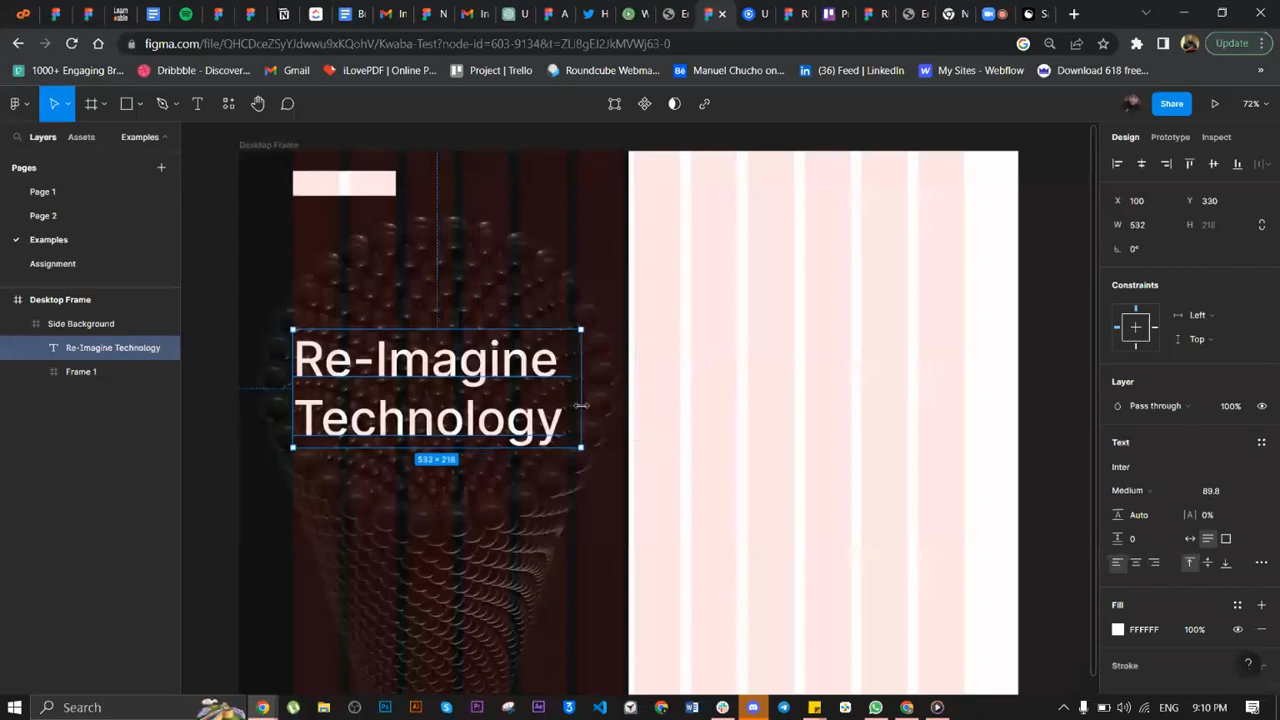 Learn
M In
N
M In
U
A
H
W
E
U
Ri
E
N
S
figma.com/file/QHCDceZSyYJdwwu9xKQohV/Kwaba-Test?node-id=603-9134&t=ZLl8gEJ2JkMVWj63-0
Update
1000+ Engaging Br...
Dribbble - Discover...
Gmail
iLovePDF | Online P...
Project | Trello
Roundcube Webma...
Manuel Chucho on...
(36) Feed | LinkedIn
My Sites - Webflow
Download 618 free...
»
Share
72%
Layers
Assets
Examples
Design
Prototype
Inspect
Pages
Page 1
Page 2
Examples
Assignment
Desktop Frame
Side Background
Re-Imagine Technology
Frame 1
Desktop Frame
Re-Imagine
Technology
532 × 218
X 100
Y 330
W 532
H 218
0°
Constraints
Left
Top
Layer
Pass through
100%
Text
Inter
Medium
89.8
Auto
0%
0
Fill
FFFFFF
100%
Stroke
?
Search
ENG
9:10 PM